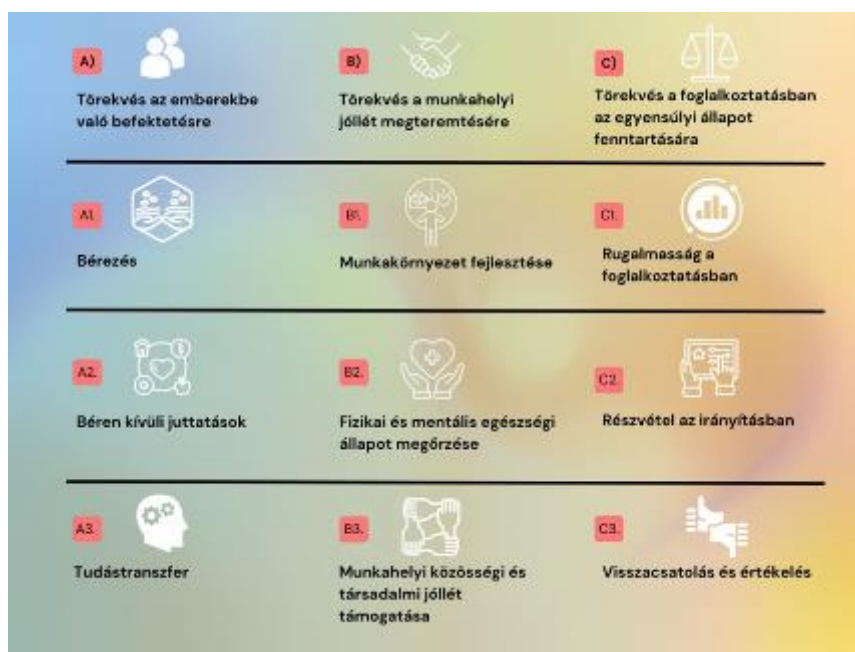 A)
Törekvés az emberekbe
való befektetésre
B)
Törekvés a munkahelyi
jóllét megteremtésére
C)
Törekvés a foglalkoztatásban
az egyensúlyi állapot
fenntartására
A1.
Bérezés
B1.
Munkakörnyezet fejlesztése
C1.
Rugalmasság a
foglalkoztatásban
A2.
Béren kívüli juttatások
B2.
Fizikai és mentális egészségi
állapot megőrzése
C2.
Részvétel az irányításban
A3.
Tudástranszfer
B3.
Munkahelyi közösségi és
társadalmi jóllét
támogatása
C3.
Visszacsatolás és értékelés